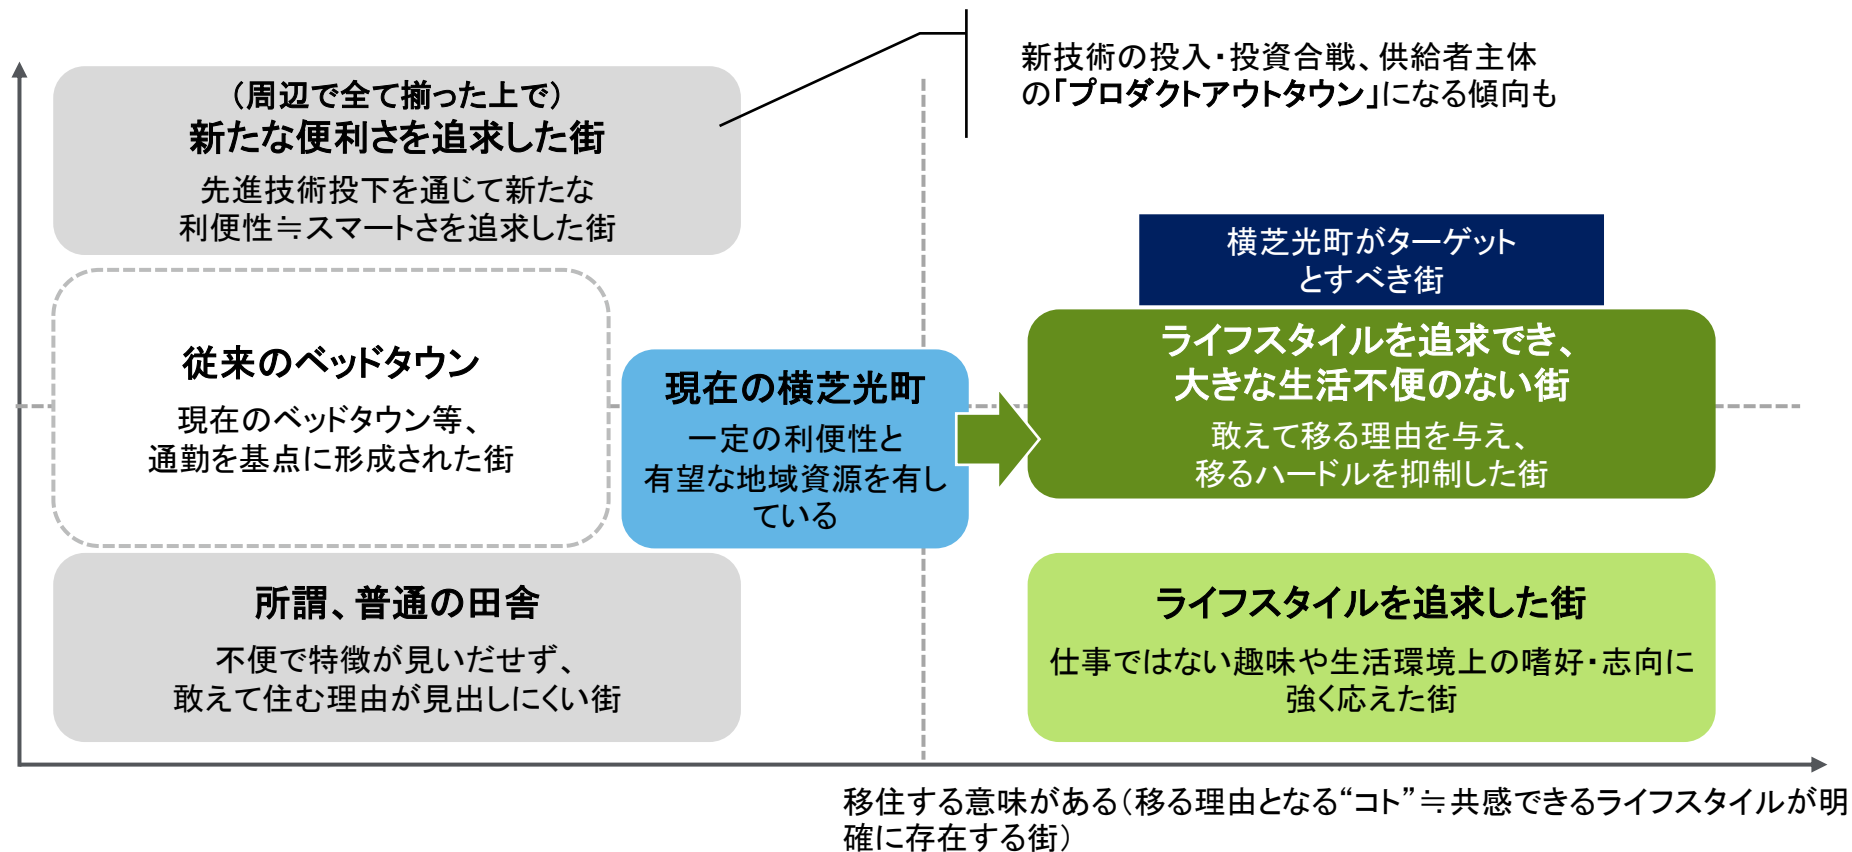 新技術の投入・投資合戦、供給者主体
の「プロダクトアウトタウン」になる傾向も
（周辺で全て揃った上で）
新たな便利さを追求した街
先進技術投下を通じて新たな
利便性≒スマートさを追求した街
横芝光町がターゲット
とすべき街
従来のベッドタウン
現在のベッドタウン等、
通勤を基点に形成された街
現在の横芝光町
一定の利便性と
有望な地域資源を有し
ている
ライフスタイルを追求でき、
大きな生活不便のない街
敢えて移る理由を与え、
移るハードルを抑制した街
所謂、普通の田舎
不便で特徴が見いだせず、
敢えて住む理由が見出しにくい街
ライフスタイルを追求した街
仕事ではない趣味や生活環境上の嗜好・志向に
強く応えた街
移住する意味がある（移る理由となる“コト”≒共感できるライフスタイルが明
確に存在する街）